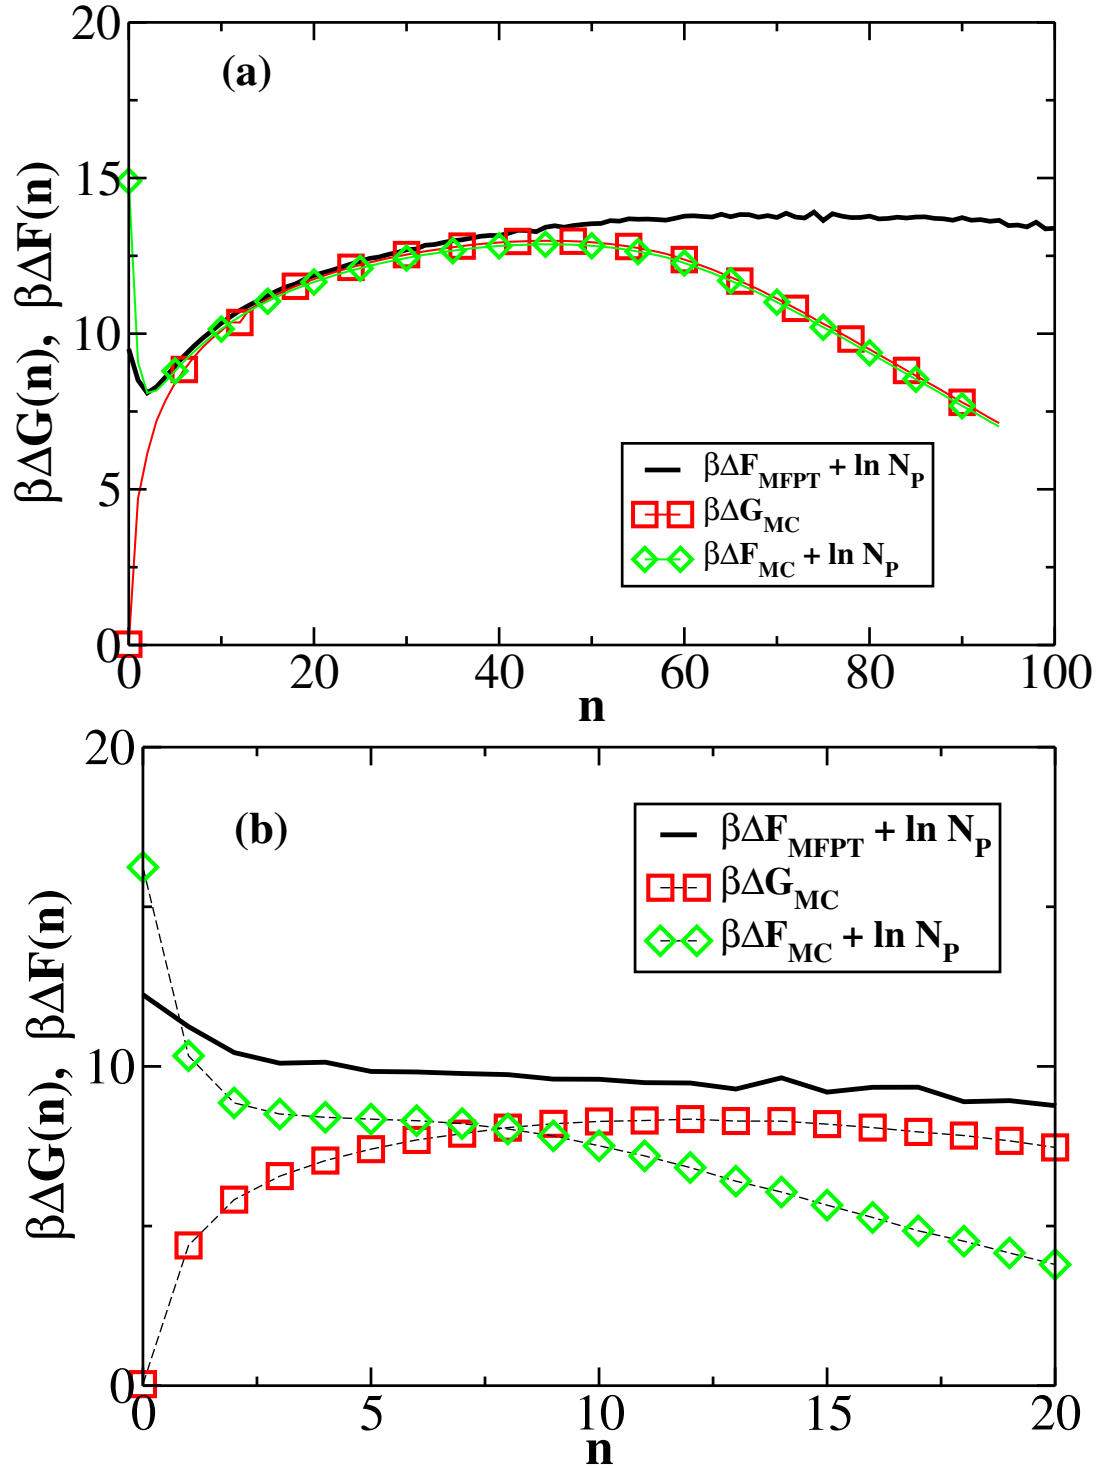 20
(a)
15
10
5
0
βΔG(n), βΔF(n)
βΔF_MFPT + ln N_P
βΔG_MC
βΔF_MC + ln N_P
0 20 40 60 80 100
n
20
(b)
10
0
βΔG(n), βΔF(n)
βΔF_MFPT + ln N_P
βΔG_MC
βΔF_MC + ln N_P
0 5 10 15 20
n